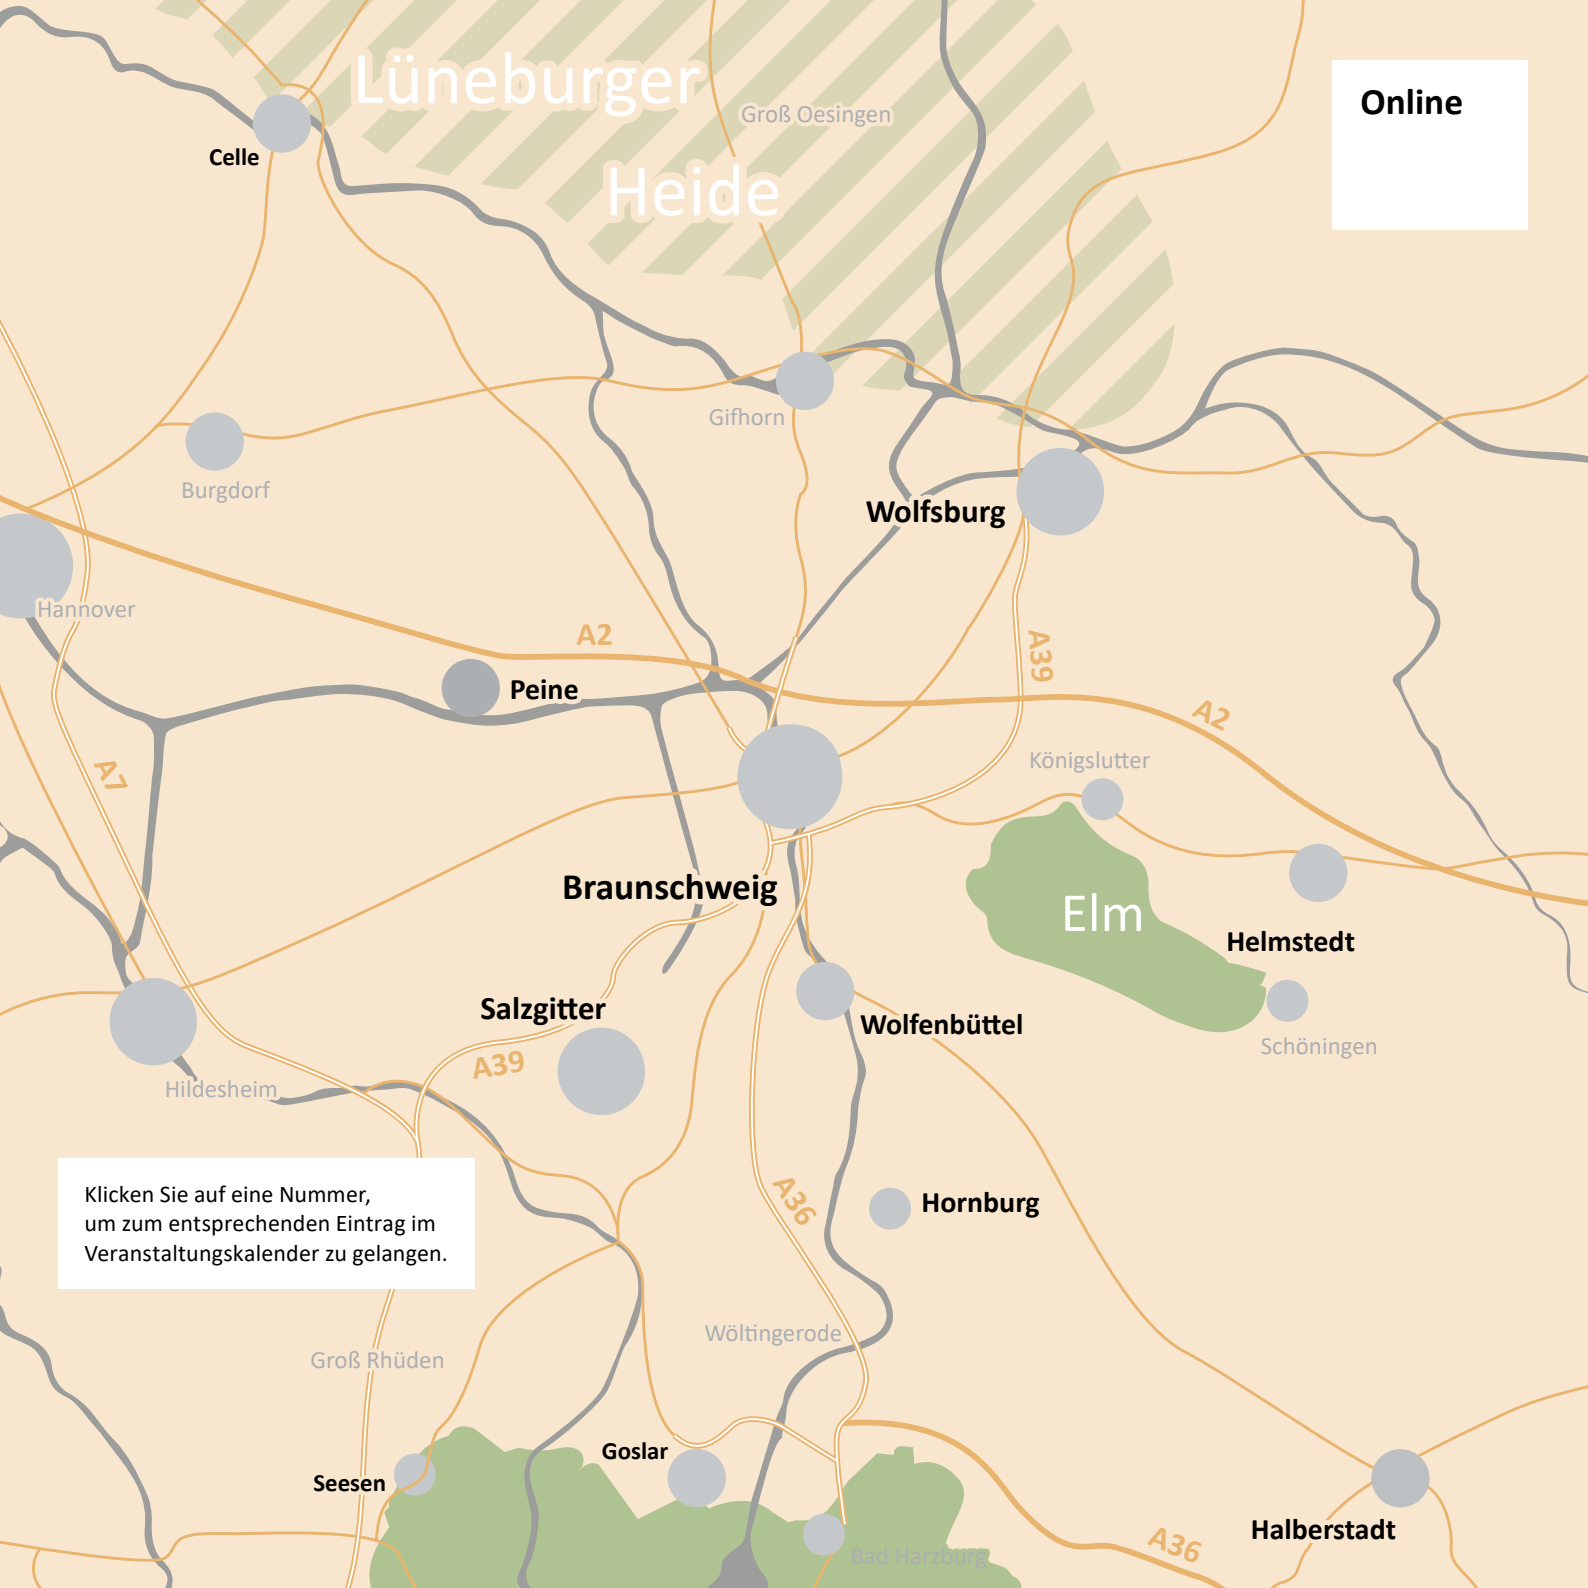 Lüneburger
Heide
Groß Oesingen
Online
Celle
Gifhorn
Burgdorf
Wolfsburg
Hannover
A2
A39
Peine
A2
A7
Königslutter
Braunschweig
Elm
Helmstedt
Salzgitter
Wolfenbüttel
Schöningen
A39
Hildesheim
Klicken Sie auf eine Nummer,
um zum entsprechenden Eintrag im
Veranstaltungskalender zu gelangen.
A36
Hornburg
Wöltingerode
Groß Rhüden
Goslar
Seesen
Halberstadt
A36
Bad Harzburg